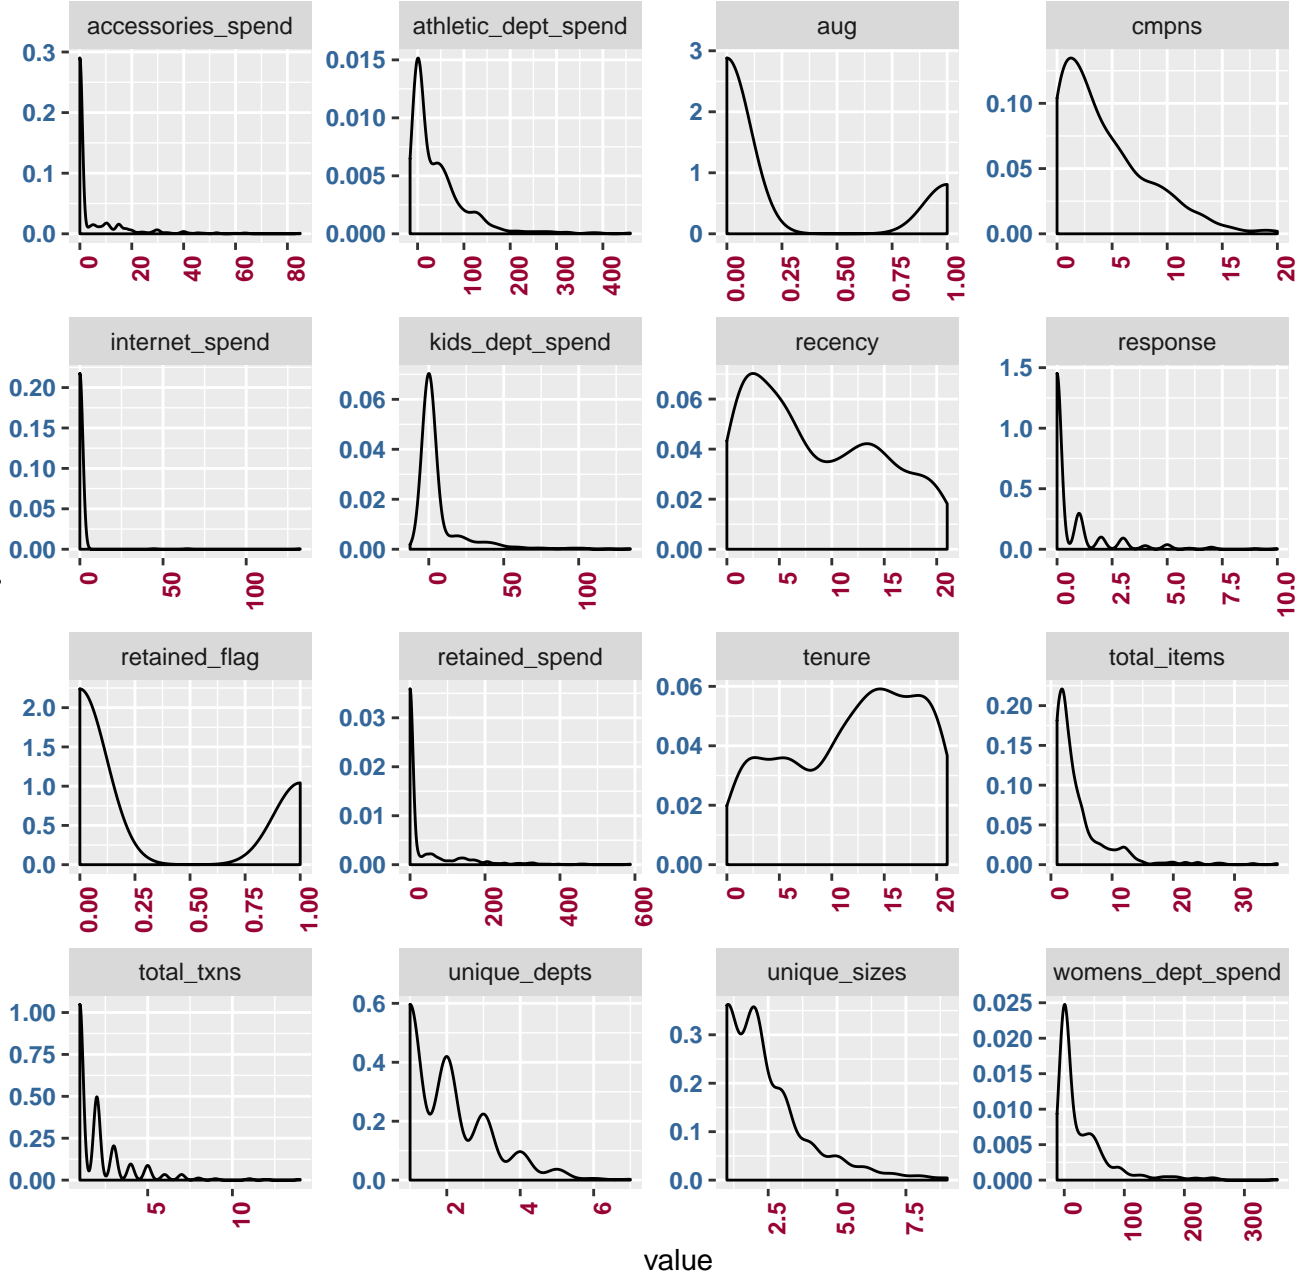 accessories_spend athletic_dept_spend aug cmpns
0.3 0.2 0.1 0.0
0 20 40 60 80
0.015 0.010 0.005 0.000
0 100 200 300 400
3 2 1 0
0.00 0.25 0.50 0.75 1.00
0.10 0.05 0.00
0 5 10 15 20
internet_spend kids_dept_spend recency response
0.20 0.15 0.10 0.05 0.00
0 50 100
0.06 0.04 0.02 0.00
0 50 100
0.06 0.04 0.02 0.00
0 5 10 15 20
1.5 1.0 0.5 0.0
0.0 2.5 5.0 7.5 10.0
retained_flag retained_spend tenure total_items
2.0 1.5 1.0 0.5 0.0
0.00 0.25 0.50 0.75 1.00
0.03 0.02 0.01 0.00
0 200 400 600
0.06 0.04 0.02 0.00
0 5 10 15 20
0.20 0.15 0.10 0.05 0.00
0 10 20 30
total_txns unique_depts unique_sizes womens_dept_spend
1.00 0.75 0.50 0.25 0.00
5 10
0.6 0.4 0.2 0.0
2 4 6
0.3 0.2 0.1 0.0
2.5 5.0 7.5
0.025 0.020 0.015 0.010 0.005 0.000
0 100 200 300
value